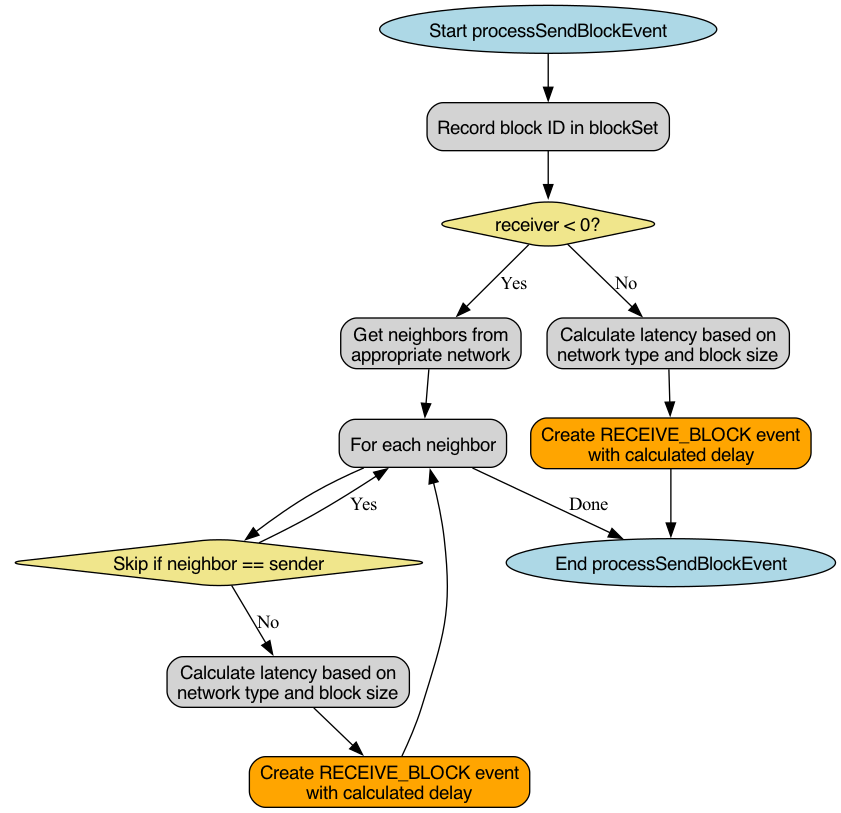 Start processSendBlockEvent
Record block ID in blockSet
receiver < 0?
Yes
No
Get neighbors from
appropriate network
Calculate latency based on
network type and block size
For each neighbor
Create RECEIVE_BLOCK event
with calculated delay
Yes
Done
Skip if neighbor == sender
End processSendBlockEvent
No
Calculate latency based on
network type and block size
Create RECEIVE_BLOCK event
with calculated delay